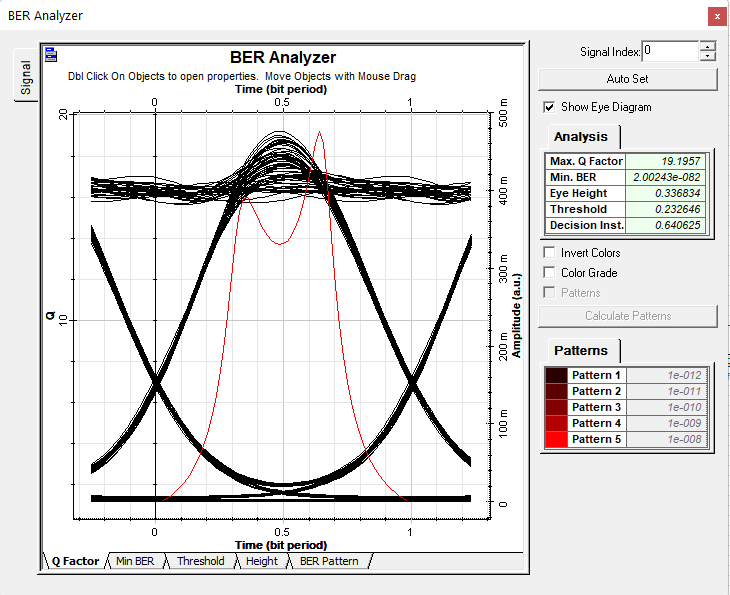 BER Analyzer
x
Signal
BER Analyzer
Dbl Click On Objects to open properties. Move Objects with Mouse Drag
Time (bit period)
0 0.5 1
20
10
Q
500 m
400 m
300 m
200 m
100 m
0
Amplitude (a.u.)
0 0.5 1
Time (bit period)
Q Factor Min BER Threshold Height BER Pattern
Signal Index: 0
Auto Set
Show Eye Diagram
Analysis
Max. Q Factor 19.1957
Min. BER 2.00243e-082
Eye Height 0.336834
Threshold 0.232646
Decision Inst. 0.640625
Invert Colors
Color Grade
Patterns
Calculate Patterns
Patterns
Pattern 1 1e-012
Pattern 2 1e-011
Pattern 3 1e-010
Pattern 4 1e-009
Pattern 5 1e-008